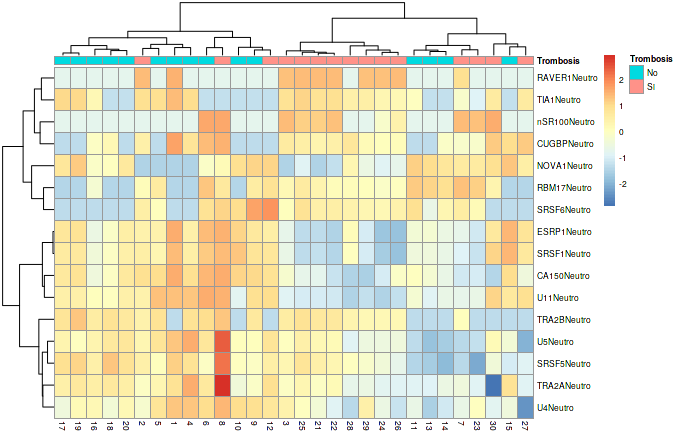 Trombosis
RAVER1Neutro
TIA1Neutro
nSR100Neutro
CUGBPNeutro
NOVA1Neutro
RBM17Neutro
SRSF6Neutro
ESRP1Neutro
SRSF1Neutro
CA150Neutro
U11Neutro
TRA2BNeutro
U5Neutro
SRSF5Neutro
TRA2ANeutro
U4Neutro
17 19 16 18 20 2 5 1 4 6 8 10 9 12 3 25 21 22 28 29 24 26 11 13 14 7 23 30 15 27
2
1
0
-1
-2
Trombosis
No
SI